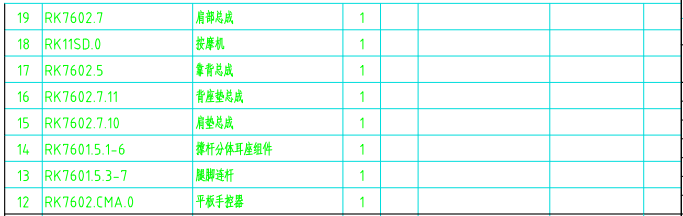 19 RK7602.7 肩部总成 1
18 RK11SD.0 按摩机 1
17 RK7602.5 靠背总成 1
16 RK7602.7.11 背座垫总成 1
15 RK7602.7.10 肩垫总成 1
14 RK7601.5.1-6 撑杆分体耳座组件 1
13 RK7601.5.3-7 腿脚连杆 1
12 RK7602.CMA.0 平板手控器 1